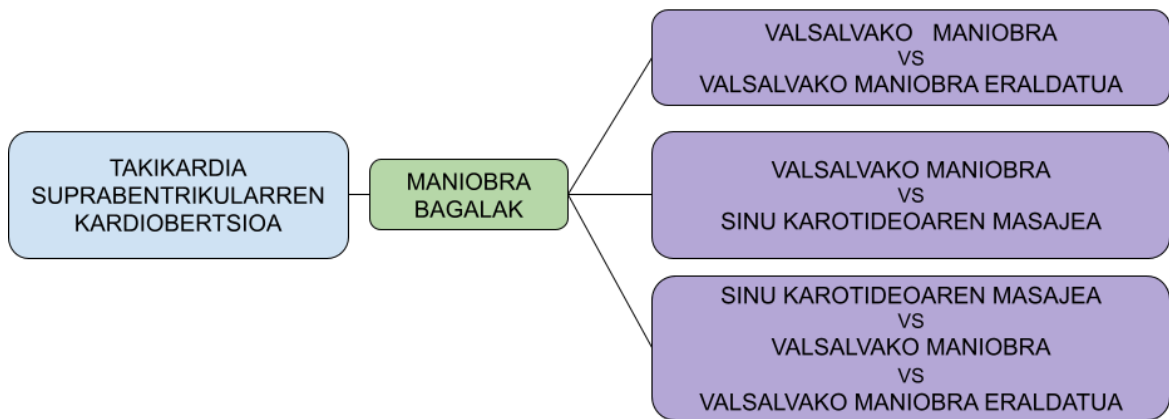 TAKIKARDIA
SUPRABENTRIKULARREN
KARDIOBERTSIOA
MANIOBRA
BAGALAK
VALSALVAKO MANIOBRA
VS
VALSALVAKO MANIOBRA ERALDATUA
VALSALVAKO MANIOBRA
VS
SINU KAROTIDEOAREN MASAJEA
SINU KAROTIDEOAREN MASAJEA
VS
VALSALVAKO MANIOBRA
VS
VALSALVAKO MANIOBRA ERALDATUA